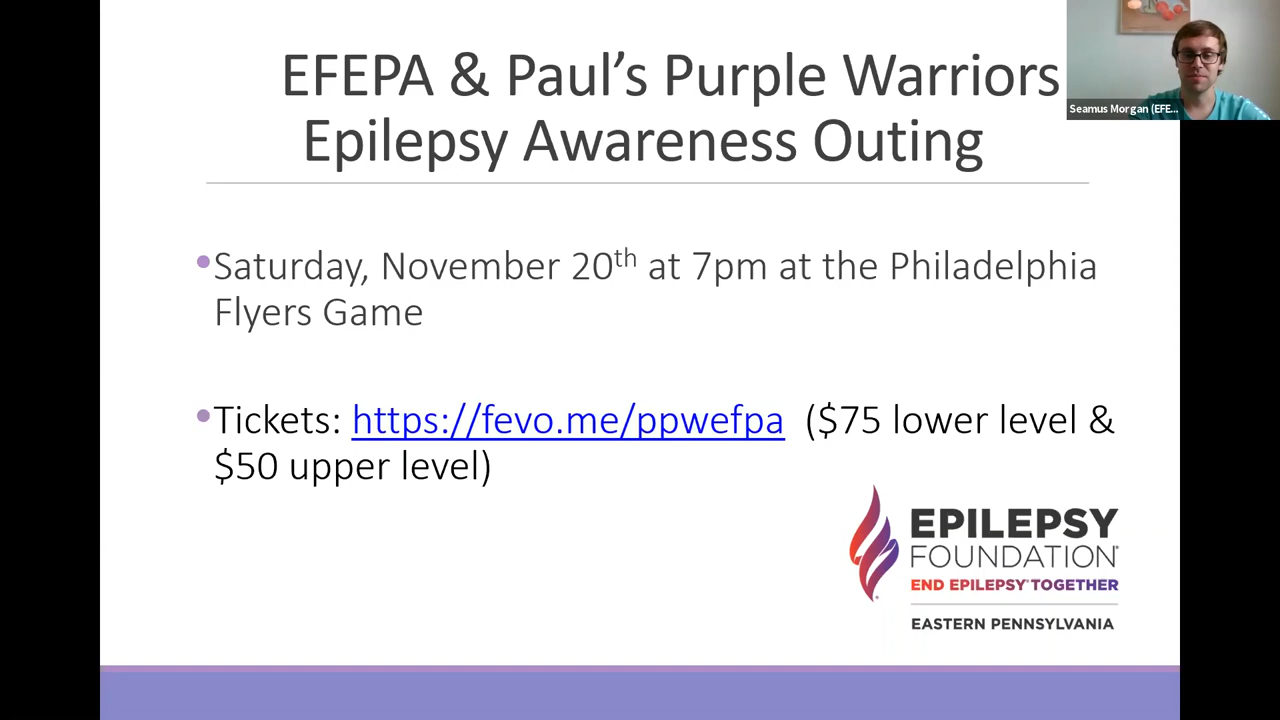 EFEPA & Paul's Purple Warriors
Epilepsy Awareness Outing
Seamus Morgan (EFE...
•Saturday, November 20th at 7pm at the Philadelphia
Flyers Game
•Tickets: https://fevo.me/ppwefpa ($75 lower level &
$50 upper level)
EPILEPSY
FOUNDATION®
END EPILEPSY® TOGETHER
EASTERN PENNSYLVANIA